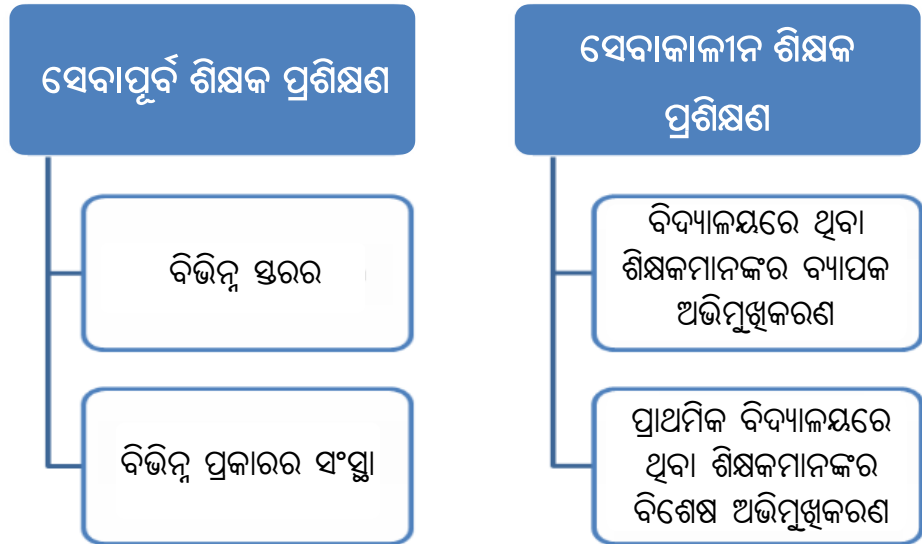 ସେବାପୂର୍ବ ଶିକ୍ଷକ ପ୍ରଶିକ୍ଷଣ
ବିଭିନ୍ନ ସ୍ତରର
ବିଭିନ୍ନ ପ୍ରକାରର ସଂସ୍ଥା
ସେବାକାଳୀନ ଶିକ୍ଷକ
ପ୍ରଶିକ୍ଷଣ
ବିଦ୍ୟାଳୟରେ ଥିବା
ଶିକ୍ଷକମାନଙ୍କର ବ୍ୟାପକ
ଅଭିମୁଖିକରଣ
ପ୍ରାଥମିକ ବିଦ୍ୟାଳୟରେ
ଥିବା ଶିକ୍ଷକମାନଙ୍କର
ବିଶେଷ ଅଭିମୁଖିକରଣ